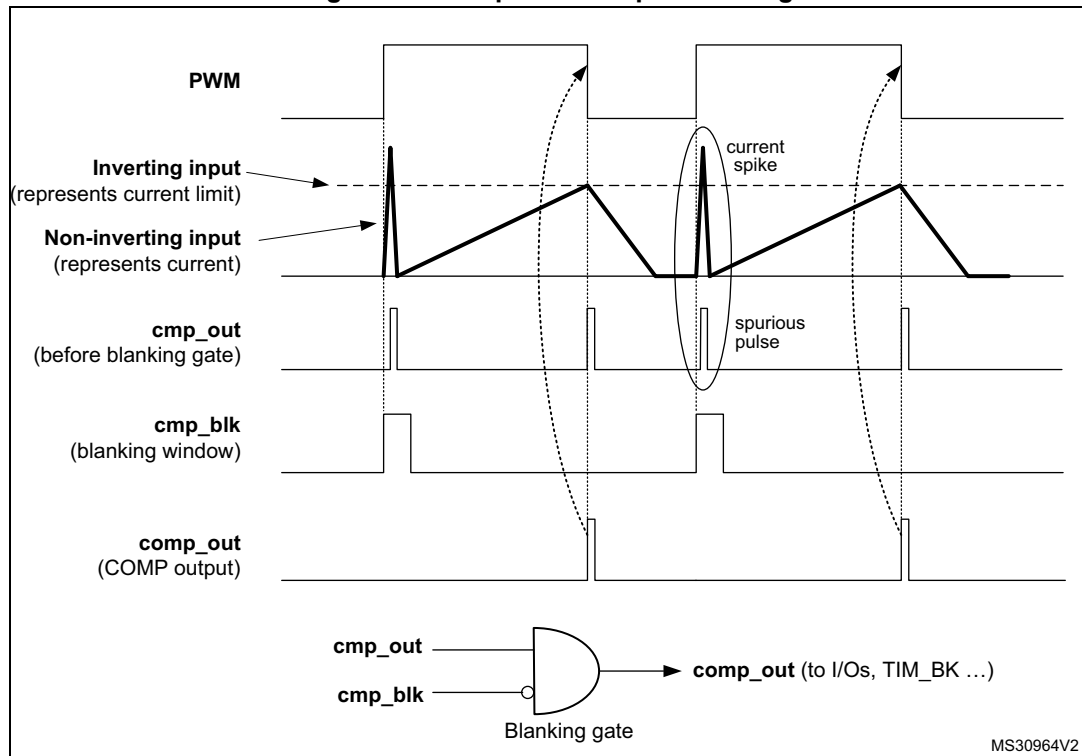 PWM
Inverting input
(represents current limit)
current
spike
Non-inverting input
(represents current)
cmp_out
(before blanking gate)
spurious
pulse
cmp_blk
(blanking window)
comp_out
(COMP output)
cmp_out
cmp_blk
comp_out (to I/Os, TIM_BK …)
Blanking gate
MS30964V2